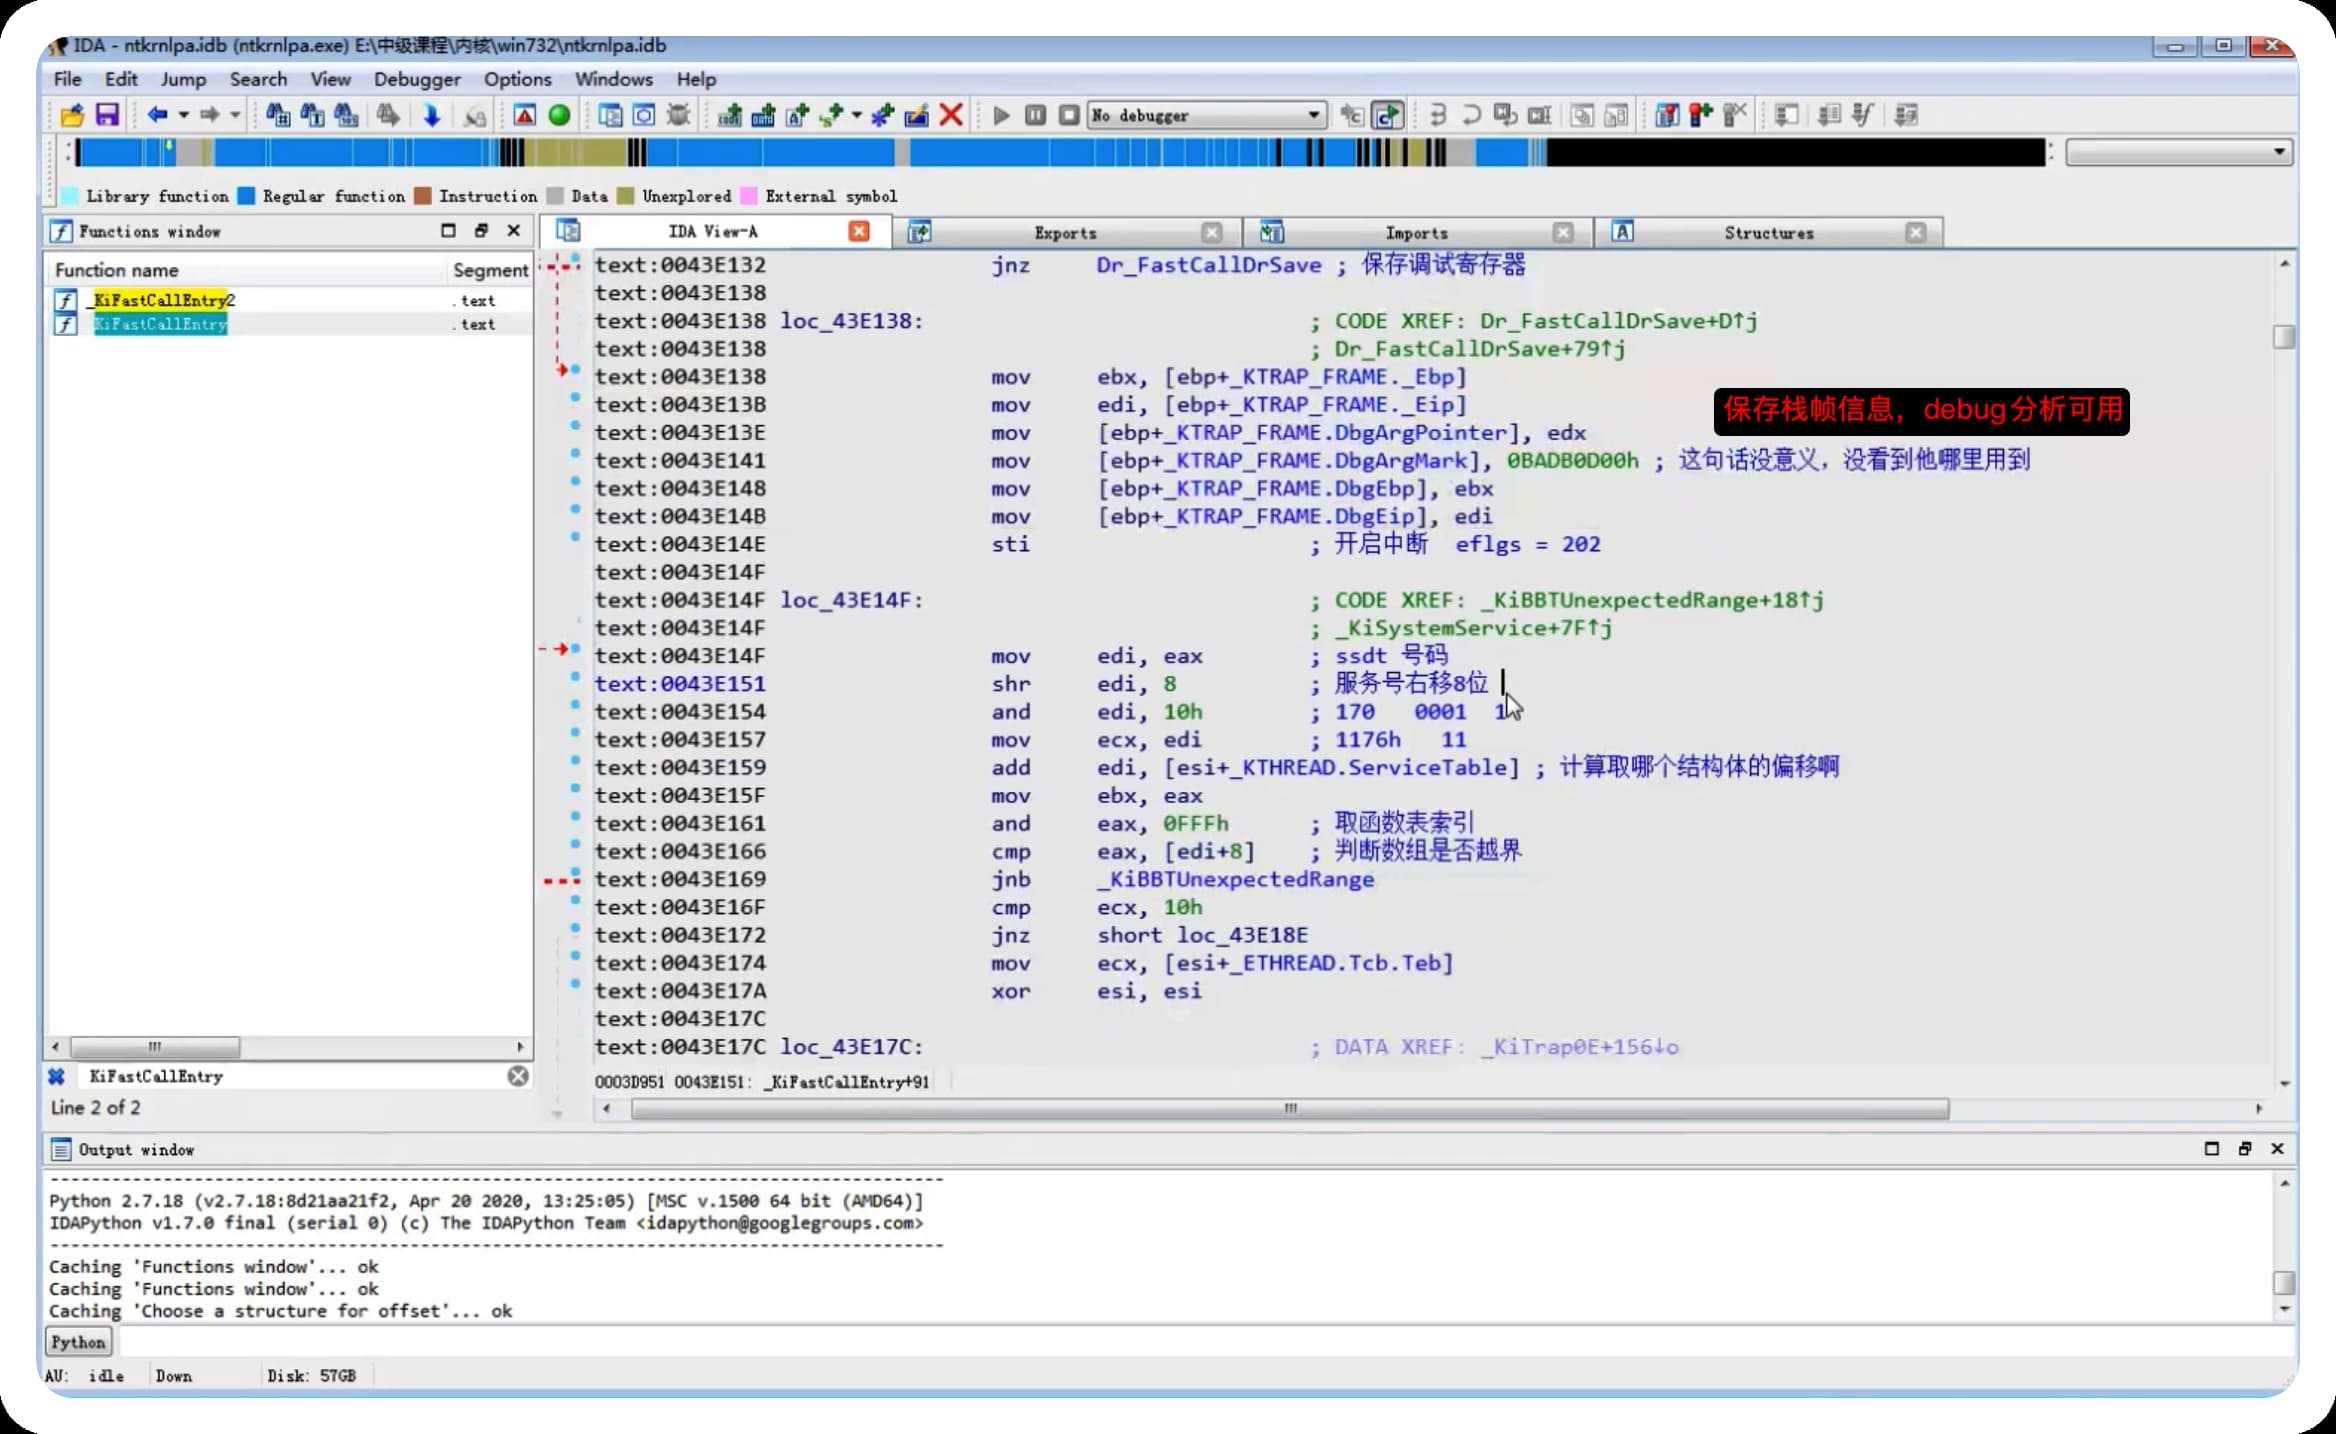 IDA - ntkrnlpa.idb (ntkrnlpa.exe) E:\中级课程\内核\win732\ntkrnlpa.idb
File Edit Jump Search View Debugger Options Windows Help
No debugger
Library function Regular function Instruction Data Unexplored External symbol
Functions window
IDA View-A Exports Imports Structures
Function name Segment
_KiFastCallEntry2 .text
KiFastCallEntry .text
text:0043E132 jnz Dr_FastCallDrSave ; 保存调试寄存器
text:0043E138
text:0043E138 loc_43E138: ; CODE XREF: Dr_FastCallDrSave+D↑j
text:0043E138 ; Dr_FastCallDrSave+79↑j
text:0043E138 mov ebx, [ebp+_KTRAP_FRAME._Ebp]
text:0043E13B mov edi, [ebp+_KTRAP_FRAME._Eip]
保存栈帧信息，debug分析可用
text:0043E13E mov [ebp+_KTRAP_FRAME.DbgArgPointer], edx
text:0043E141 mov [ebp+_KTRAP_FRAME.DbgArgMark], 0BADB0D00h ; 这句话没意义，没看到他哪里用到
text:0043E148 mov [ebp+_KTRAP_FRAME.DbgEbp], ebx
text:0043E14B mov [ebp+_KTRAP_FRAME.DbgEip], edi
text:0043E14E sti ; 开启中断 eflgs = 202
text:0043E14F
text:0043E14F loc_43E14F: ; CODE XREF: _KiBBTUnexpectedRange+18↑j
text:0043E14F ; _KiSystemService+7F↑j
text:0043E14F mov edi, eax ; ssdt 号码
text:0043E151 shr edi, 8 ; 服务号右移8位
text:0043E154 and edi, 10h ; 170 0001 1
text:0043E157 mov ecx, edi ; 1176h 11
text:0043E159 add edi, [esi+_KTHREAD.ServiceTable] ; 计算取哪个结构体的偏移啊
text:0043E15F mov ebx, eax
text:0043E161 and eax, 0FFFh ; 取函数表索引
text:0043E166 cmp eax, [edi+8] ; 判断数组是否越界
text:0043E169 jnb _KiBBTUnexpectedRange
text:0043E16F cmp ecx, 10h
text:0043E172 jnz short loc_43E18E
text:0043E174 mov ecx, [esi+_ETHREAD.Tcb.Teb]
text:0043E17A xor esi, esi
text:0043E17C
text:0043E17C loc_43E17C: ; DATA XREF: _KiTrap0E+156↓o
KiFastCallEntry
0003D951 0043E151: _KiFastCallEntry+91
Line 2 of 2
Output window
Python 2.7.18 (v2.7.18:8d21aa21f2, Apr 20 2020, 13:25:05) [MSC v.1500 64 bit (AMD64)]
IDAPython v1.7.0 final (serial 0) (c) The IDAPython Team <idapython@googlegroups.com>
Caching 'Functions window'... ok
Caching 'Functions window'... ok
Caching 'Choose a structure for offset'... ok
Python
AU: idle Down Disk: 57GB